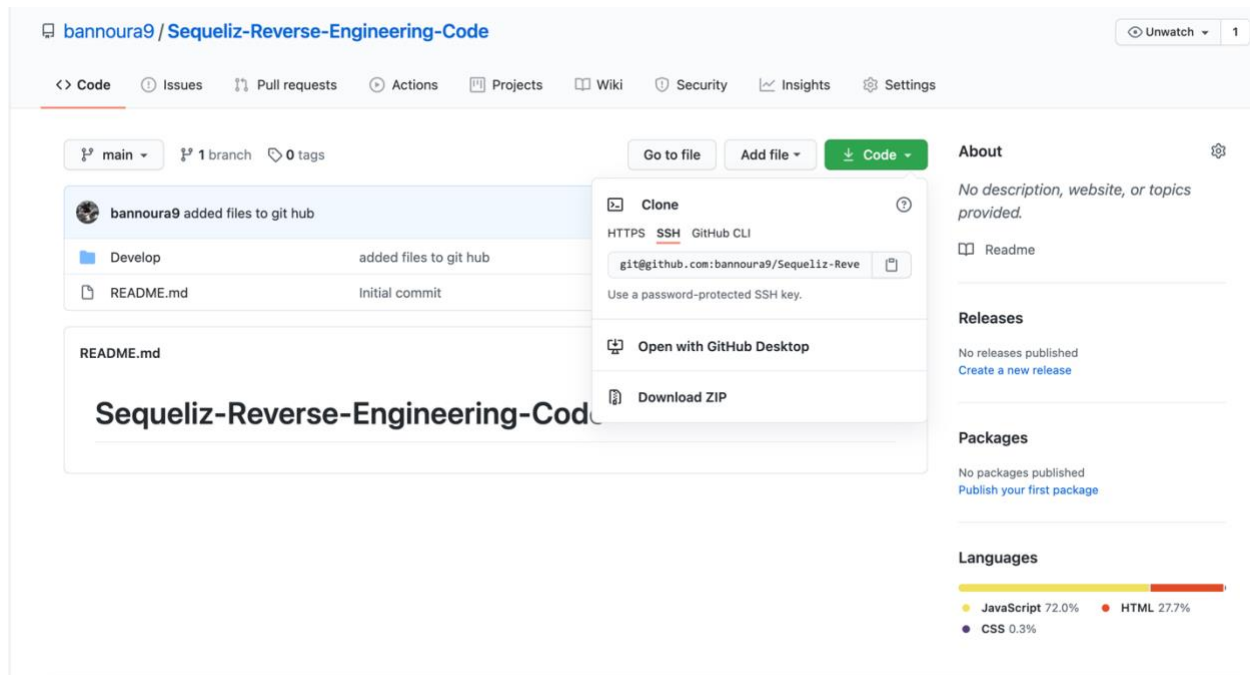 bannoura9 / Sequeliz-Reverse-Engineering-Code
Unwatch 1
<> Code Issues Pull requests Actions Projects Wiki Security Insights Settings
main 1 branch 0 tags
Go to file Add file Code
bannoura9 added files to git hub
Develop added files to git hub
README.md Initial commit
README.md
Sequeliz-Reverse-Engineering-Cod
Clone
HTTPS SSH GitHub CLI
git@github.com:bannoura9/Sequeliz-Reve
Use a password-protected SSH key.
Open with GitHub Desktop
Download ZIP
About
No description, website, or topics
provided.
Readme
Releases
No releases published
Create a new release
Packages
No packages published
Publish your first package
Languages
JavaScript 72.0% HTML 27.7%
CSS 0.3%